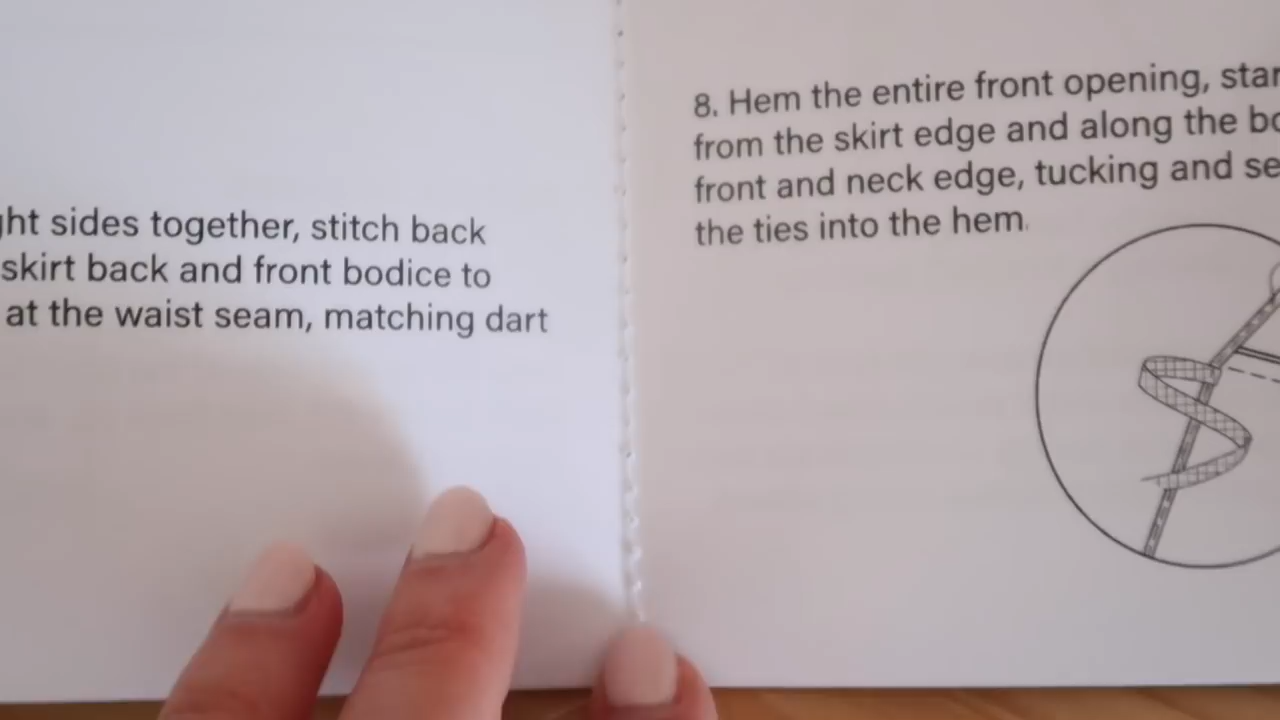 ght sides together, stitch back
skirt back and front bodice to
at the waist seam, matching dart
8. Hem the entire front opening, star
from the skirt edge and along the bo
front and neck edge, tucking and se
the ties into the hem.